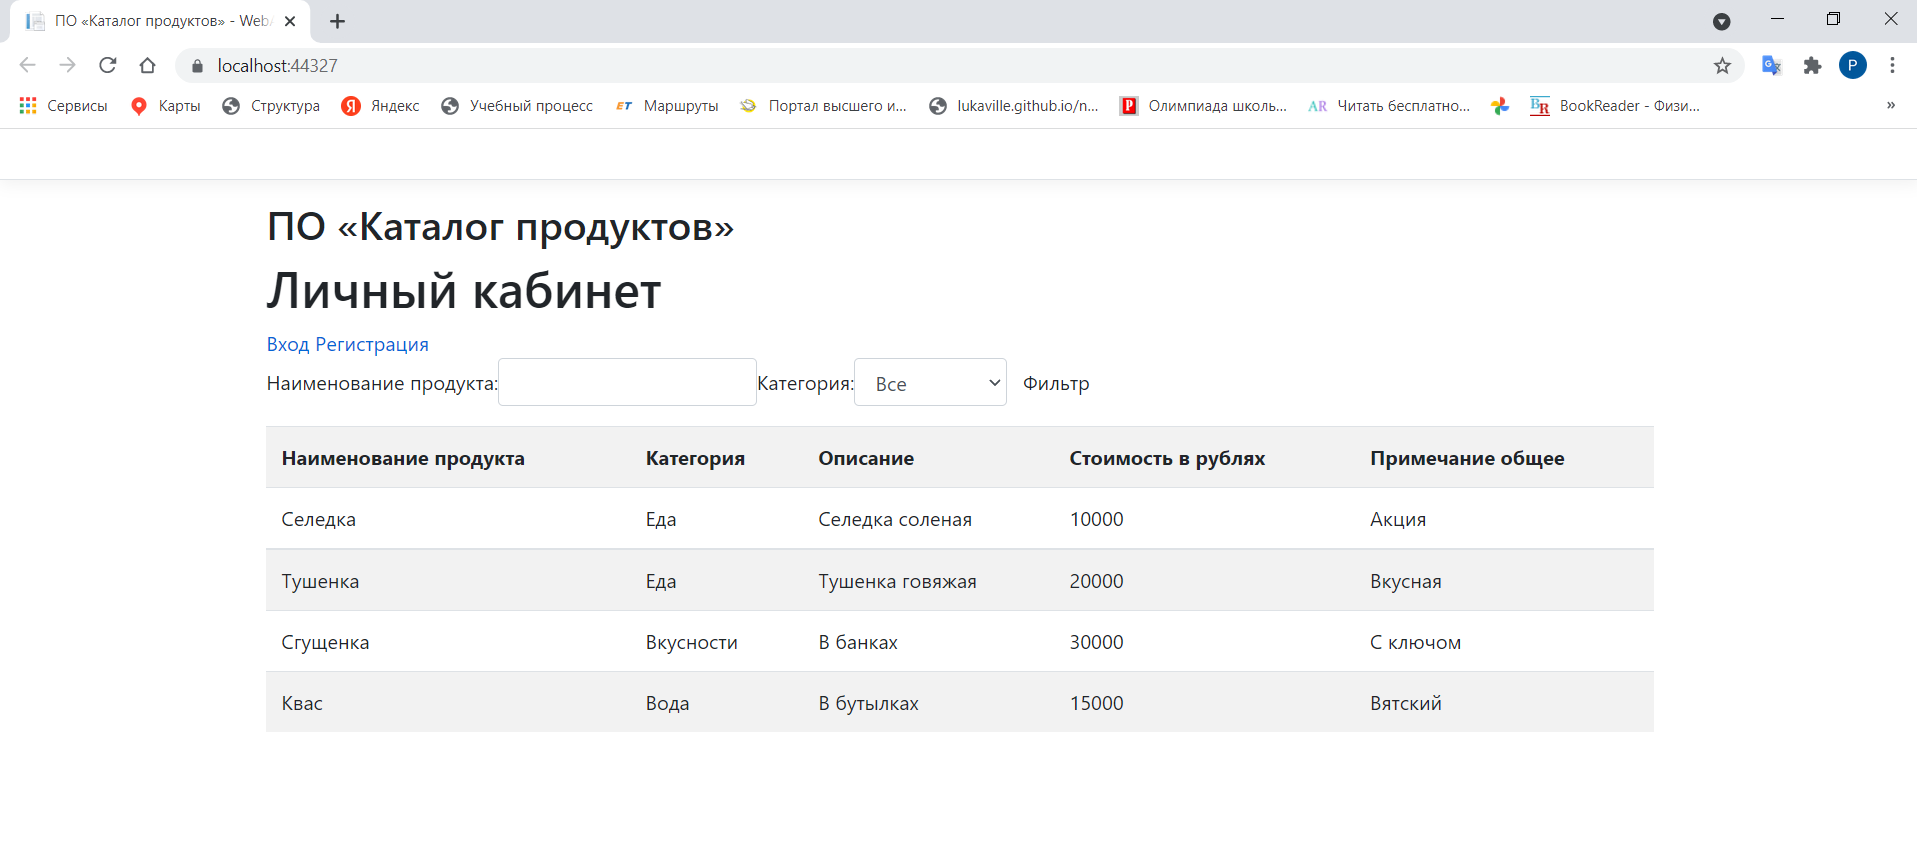 ПО «Каталог продуктов» - Web
localhost:44327
Сервисы Карты Структура Яндекс Учебный процесс ET Маршруты Портал высшего и... lukaville.github.io/n... P Олимпиада школь... AR Читать бесплатно... BR BookReader - Физи... »
P
ПО «Каталог продуктов»
Личный кабинет
Вход Регистрация
Наименование продукта: Категория: Все Фильтр
Наименование продукта Категория Описание Стоимость в рублях Примечание общее
Селедка Еда Селедка соленая 10000 Акция
Тушенка Еда Тушенка говяжая 20000 Вкусная
Сгущенка Вкусности В банках 30000 С ключом
Квас Вода В бутылках 15000 Вятский